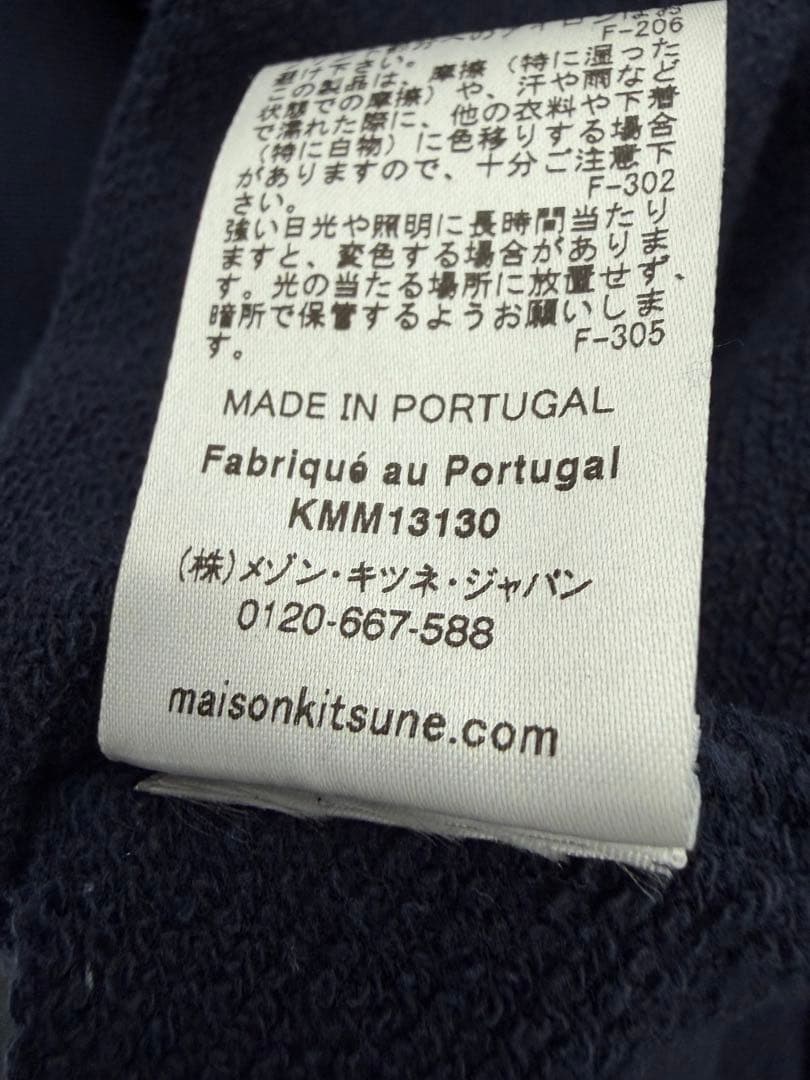 F-206
避け下さい。
この製品は、摩擦（特に湿った
状態での摩擦）や、汗や雨など
で濡れた際に、他の衣料や下着
（特に白物）に色移りする場合
がありますので、十分ご注意下
さい。
F-302
強い日光や照明に長時間当たり
ますと、変色する場合がありま
す。光の当たる場所に放置せず、
暗所で保管するようお願いしま
す。
F-305
MADE IN PORTUGAL
Fabriqué au Portugal
KMM13130
(株)メゾン・キツネ・ジャパン
0120-667-588
maisonkitsune.com